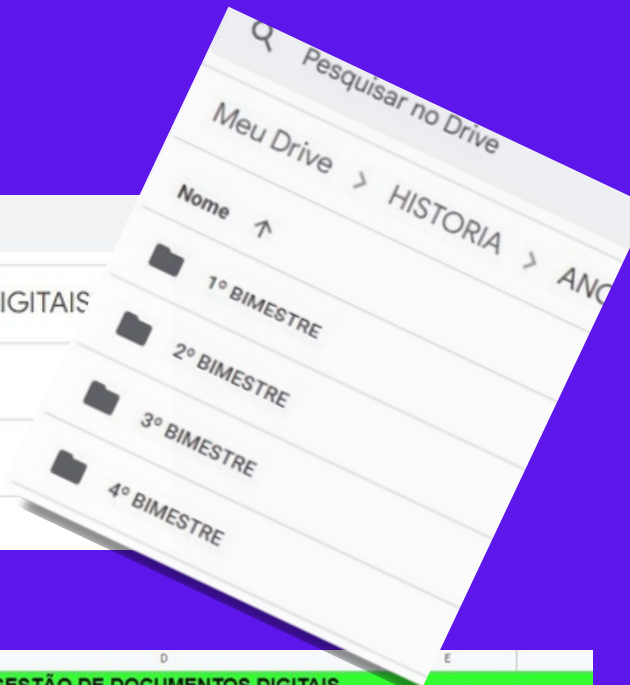 Pesquisar no Drive
Meu Drive > HISTORIA >
Nome ↑
1º BIMESTRE
2º BIMESTRE
3º BIMESTRE
4º BIMESTRE
IGITAIS
D E
GESTÃO DE DOCUMENTOS DIGITAIS